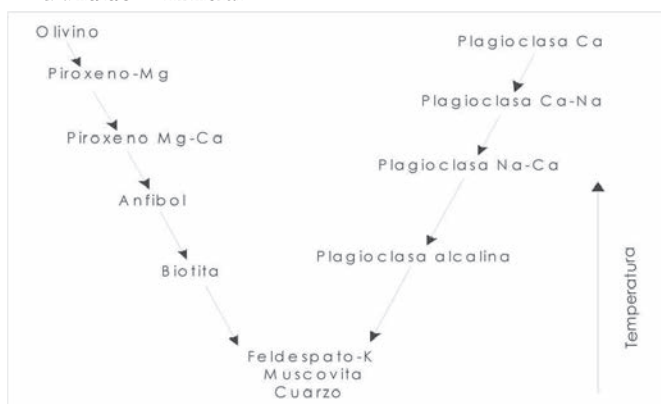 Olivino
Plagioclasa Ca
Piroxeno-Mg
Plagioclasa Ca-Na
Piroxeno Mg-Ca
Plagioclasa Na-Ca
Anfibol
Plagioclasa alcalina
Biotita
Temperatura
Feldespato-K
Muscovita
Cuarzo